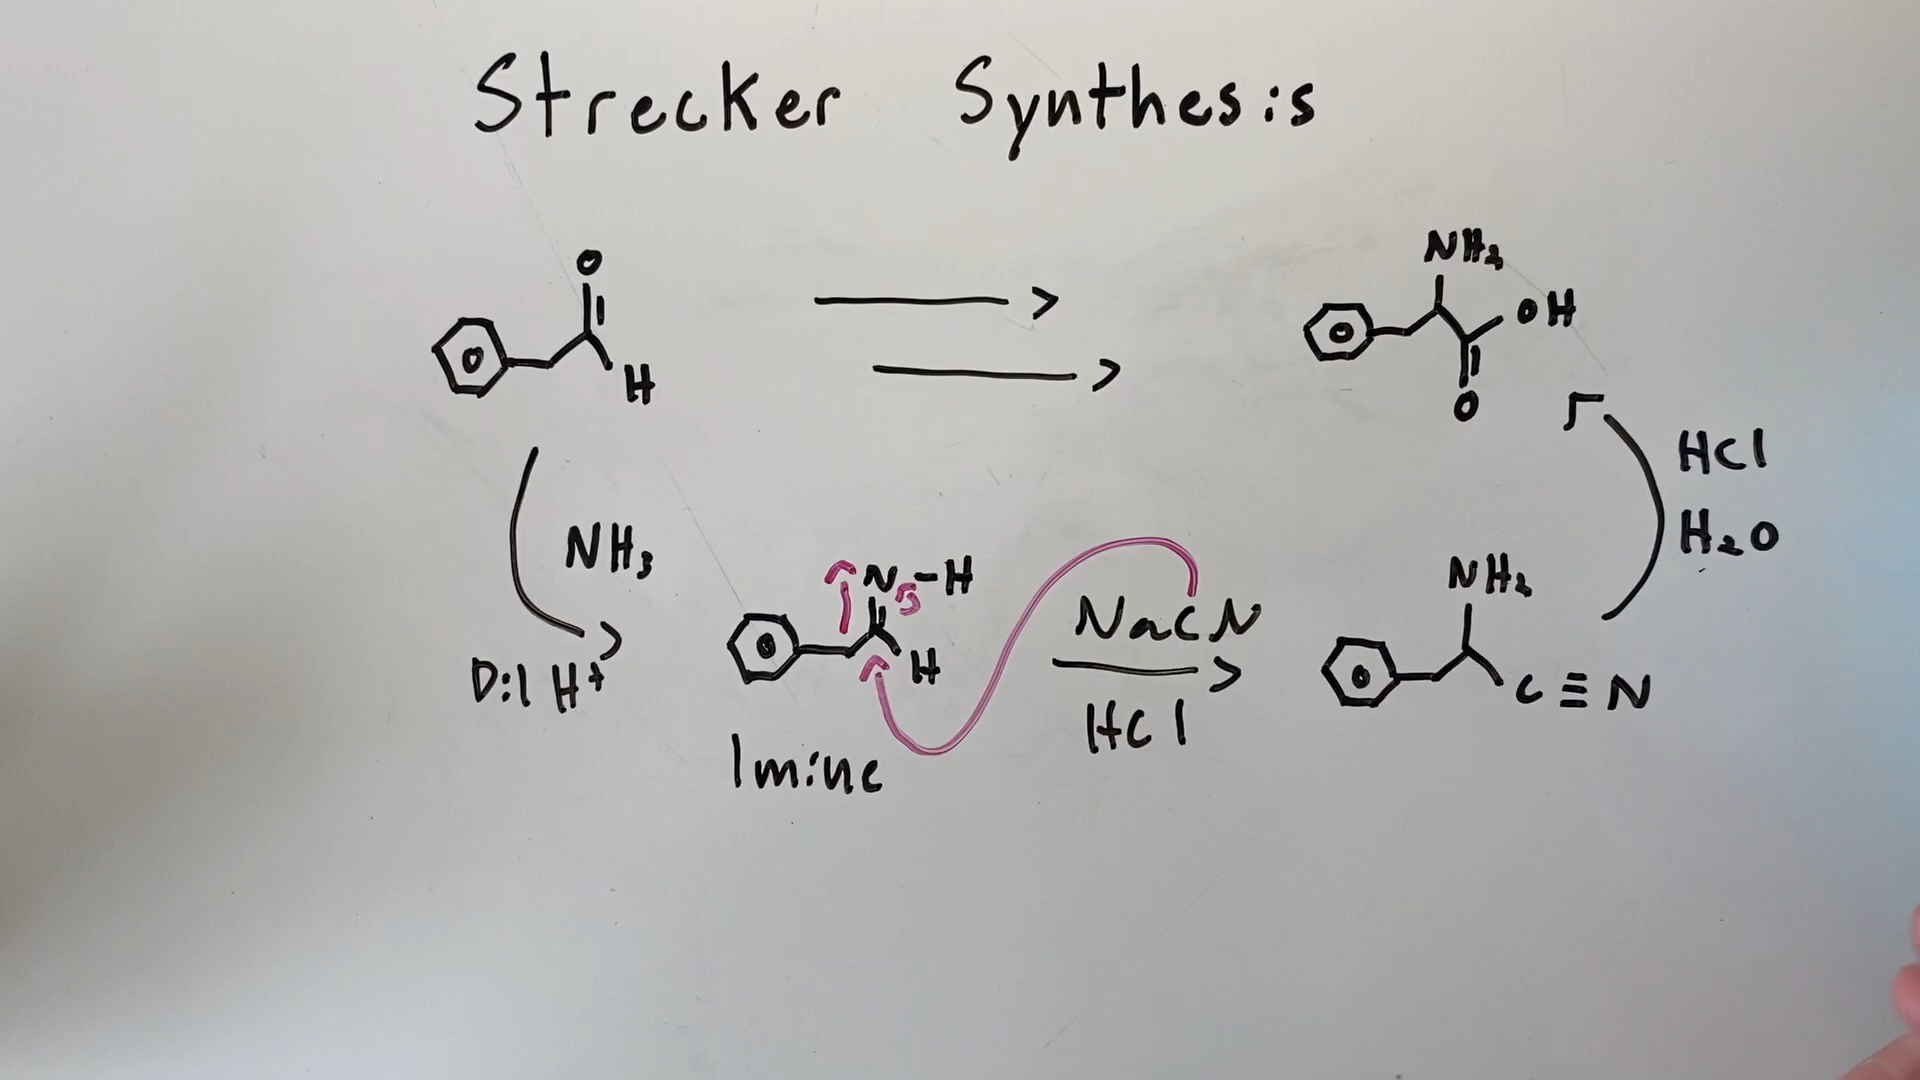 Strecker Synthesis
O
H
NH₂
OH
O
HCl
H₂O
NH₃
Dil H⁺
N-H
H
Imine
NaCN
HCl
NH₂
C≡N